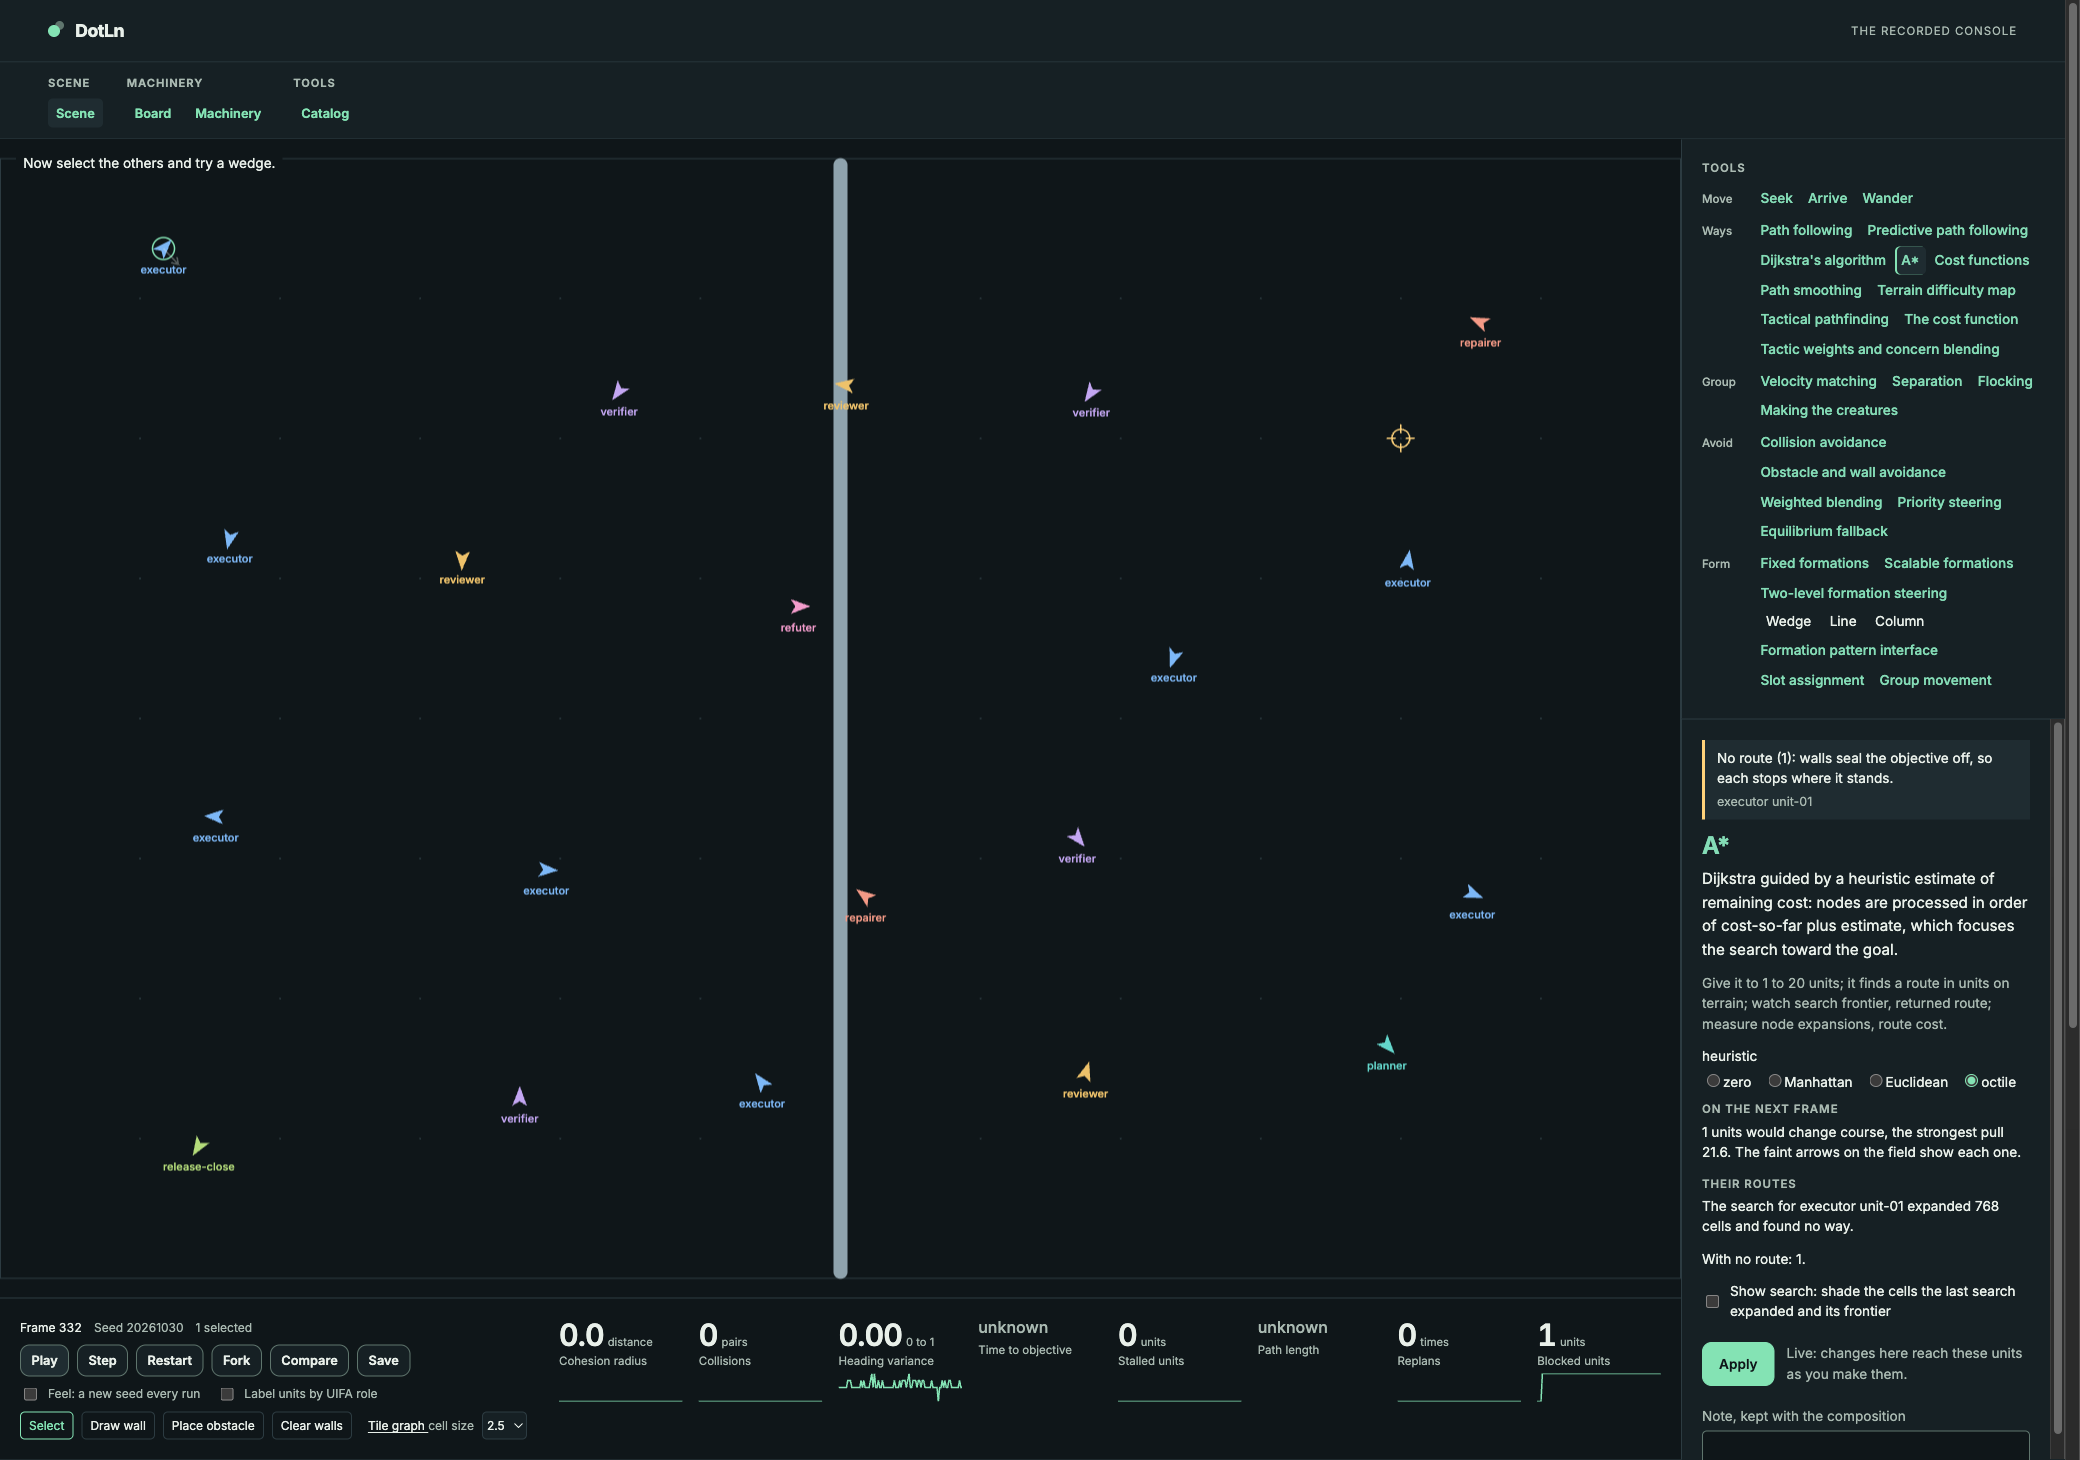 DotLn
THE RECORDED CONSOLE
SCENE MACHINERY TOOLS
Scene Board Machinery Catalog
Now select the others and try a wedge.
executor
repairer
verifier
reviewer
verifier
executor
reviewer
executor
refuter
executor
executor
verifier
executor
executor
repairer
planner
reviewer
executor
verifier
release-close
TOOLS
Move Seek Arrive Wander
Ways Path following Predictive path following
Dijkstra's algorithm A* Cost functions
Path smoothing Terrain difficulty map
Tactical pathfinding The cost function
Tactic weights and concern blending
Group Velocity matching Separation Flocking
Making the creatures
Avoid Collision avoidance
Obstacle and wall avoidance
Weighted blending Priority steering
Equilibrium fallback
Form Fixed formations Scalable formations
Two-level formation steering
Wedge Line Column
Formation pattern interface
Slot assignment Group movement
No route (1): walls seal the objective off, so
each stops where it stands.
executor unit-01
A*
Dijkstra guided by a heuristic estimate of
remaining cost: nodes are processed in order
of cost-so-far plus estimate, which focuses
the search toward the goal.
Give it to 1 to 20 units; it finds a route in units on
terrain; watch search frontier, returned route;
measure node expansions, route cost.
heuristic
zero Manhattan Euclidean octile
ON THE NEXT FRAME
1 units would change course, the strongest pull
21.6. The faint arrows on the field show each one.
THEIR ROUTES
The search for executor unit-01 expanded 768
cells and found no way.
With no route: 1.
Show search: shade the cells the last search
expanded and its frontier
Apply
Live: changes here reach these units
as you make them.
Note, kept with the composition
Frame 332 Seed 20261030 1 selected
Play Step Restart Fork Compare Save
Feel: a new seed every run Label units by UIFA role
Select Draw wall Place obstacle Clear walls Tile graph cell size 2.5
0.0 distance
Cohesion radius
0 pairs
Collisions
0.00 0 to 1
Heading variance
unknown
Time to objective
0 units
Stalled units
unknown
Path length
0 times
Replans
1 units
Blocked units